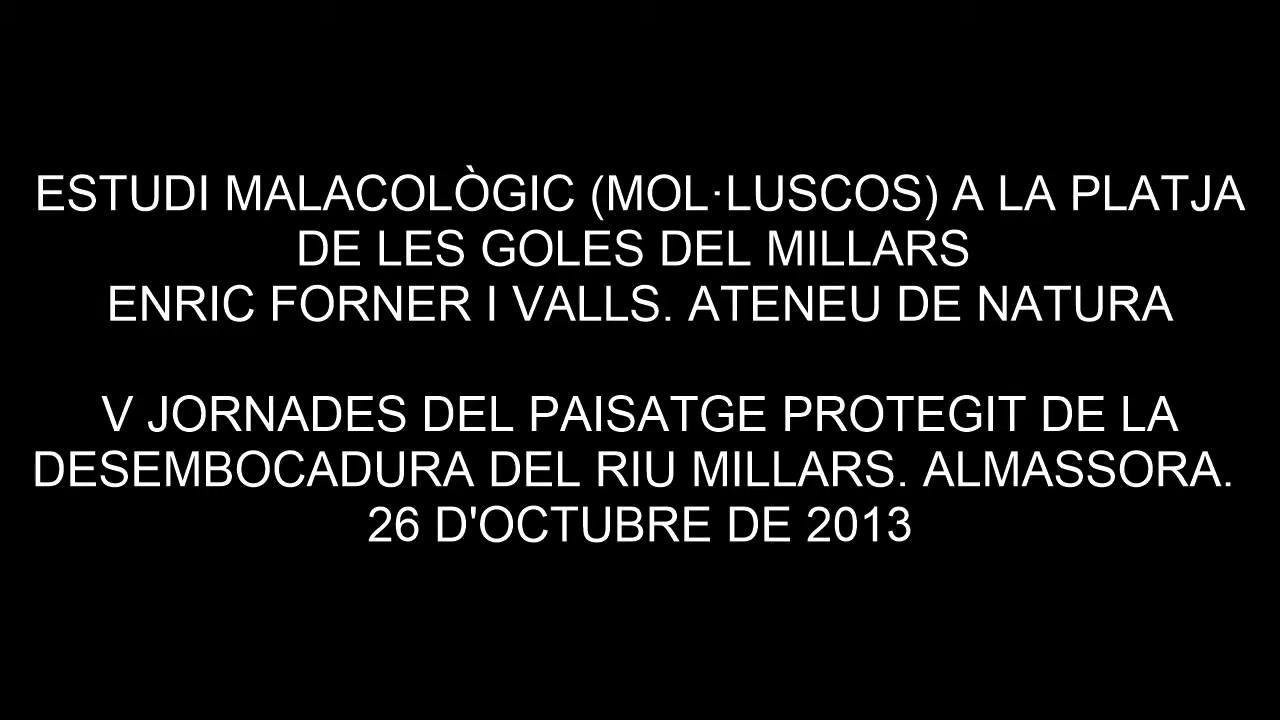 ESTUDI MALACOLÒGIC (MOL·LUSCOS) A LA PLATJA
DE LES GOLES DEL MILLARS
ENRIC FORNER I VALLS. ATENEU DE NATURA
V JORNADES DEL PAISATGE PROTEGIT DE LA
DESEMBOCADURA DEL RIU MILLARS. ALMASSORA.
26 D'OCTUBRE DE 2013